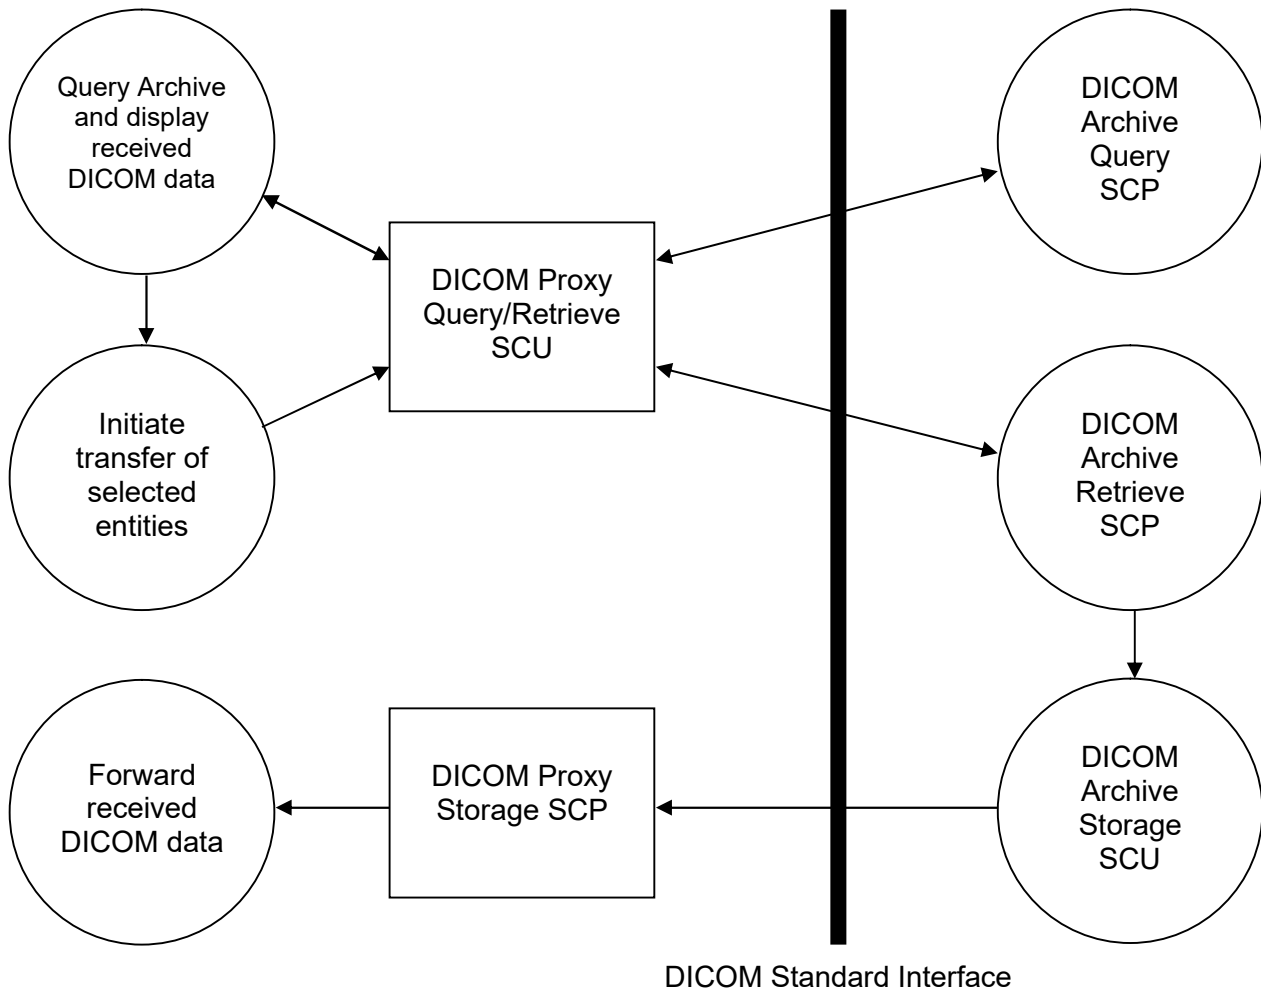 Query Archive
and display
received
DICOM data
DICOM Proxy
Query/Retrieve
SCU
DICOM
Archive
Query
SCP
Initiate
transfer of
selected
entities
DICOM
Archive
Retrieve
SCP
Forward
received
DICOM data
DICOM Proxy
Storage SCP
DICOM
Archive
Storage
SCU
DICOM Standard Interface